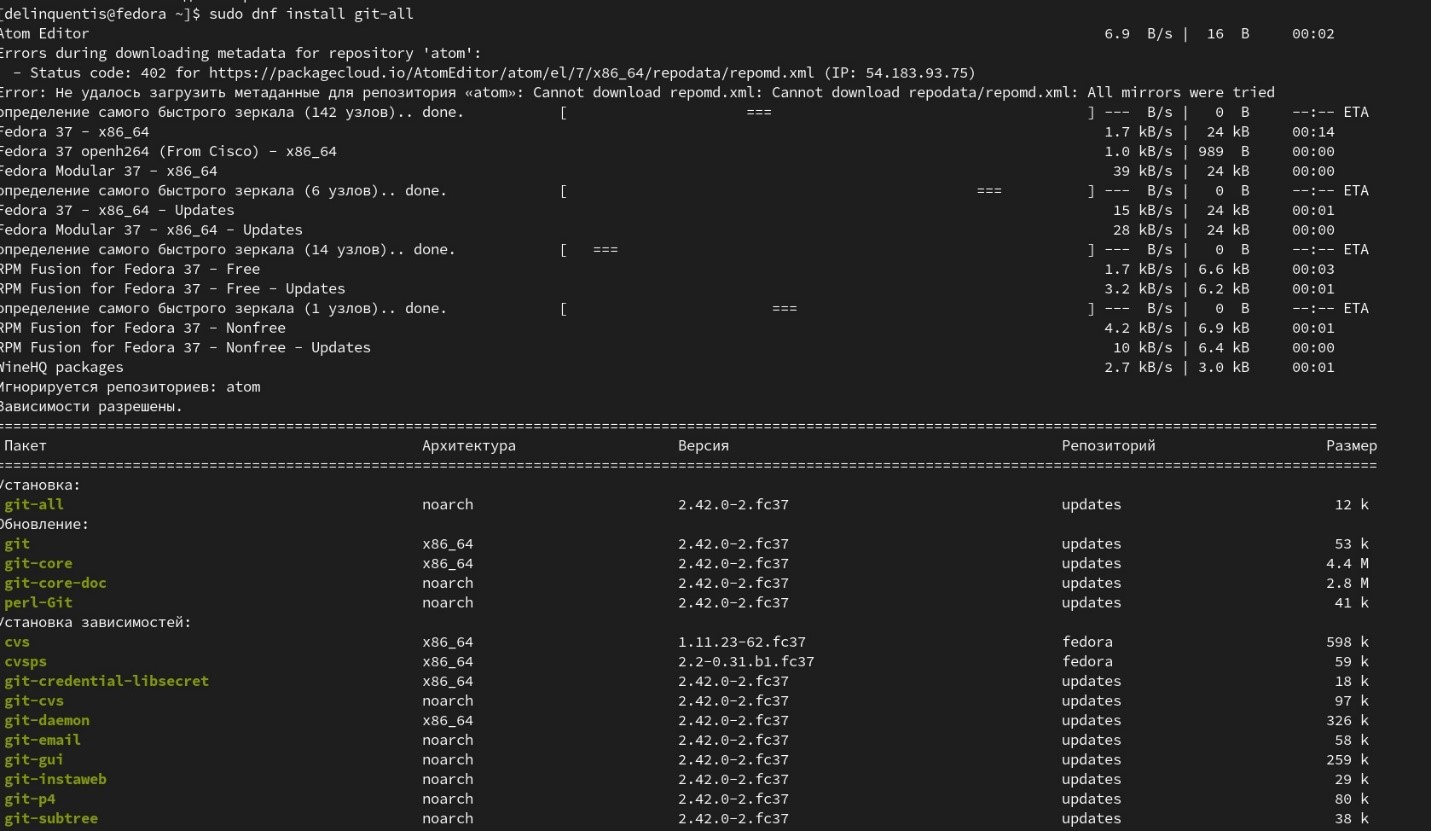 [delinquentis@fedora ~]$ sudo dnf install git-all
Atom Editor 6.9 B/s | 16 B 00:02
Errors during downloading metadata for repository 'atom':
- Status code: 402 for https://packagecloud.io/AtomEditor/atom/el/7/x86_64/repodata/repomd.xml (IP: 54.183.93.75)
Error: Не удалось загрузить метаданные для репозитория «atom»: Cannot download repomd.xml: Cannot download repodata/repomd.xml: All mirrors were tried
определение самого быстрого зеркала (142 узлов).. done. [ === ] --- B/s | 0 B --:-- ETA
Fedora 37 - x86_64 1.7 kB/s | 24 kB 00:14
Fedora 37 openh264 (From Cisco) - x86_64 1.0 kB/s | 989 B 00:00
Fedora Modular 37 - x86_64 39 kB/s | 24 kB 00:00
определение самого быстрого зеркала (6 узлов).. done. [ === ] --- B/s | 0 B --:-- ETA
Fedora 37 - x86_64 - Updates 15 kB/s | 24 kB 00:01
Fedora Modular 37 - x86_64 - Updates 28 kB/s | 24 kB 00:00
определение самого быстрого зеркала (14 узлов).. done. [ === ] --- B/s | 0 B --:-- ETA
RPM Fusion for Fedora 37 - Free 1.7 kB/s | 6.6 kB 00:03
RPM Fusion for Fedora 37 - Free - Updates 3.2 kB/s | 6.2 kB 00:01
определение самого быстрого зеркала (1 узлов).. done. [ === ] --- B/s | 0 B --:-- ETA
RPM Fusion for Fedora 37 - Nonfree 4.2 kB/s | 6.9 kB 00:01
RPM Fusion for Fedora 37 - Nonfree - Updates 10 kB/s | 6.4 kB 00:00
WineHQ packages 2.7 kB/s | 3.0 kB 00:01
Игнорируется репозиториев: atom
Зависимости разрешены.
Пакет Архитектура Версия Репозиторий Размер
Установка:
git-all noarch 2.42.0-2.fc37 updates 12 k
Обновление:
git x86_64 2.42.0-2.fc37 updates 53 k
git-core x86_64 2.42.0-2.fc37 updates 4.4 M
git-core-doc noarch 2.42.0-2.fc37 updates 2.8 M
perl-Git noarch 2.42.0-2.fc37 updates 41 k
Установка зависимостей:
cvs x86_64 1.11.23-62.fc37 fedora 598 k
cvsps x86_64 2.2-0.31.b1.fc37 fedora 59 k
git-credential-libsecret x86_64 2.42.0-2.fc37 updates 18 k
git-cvs noarch 2.42.0-2.fc37 updates 97 k
git-daemon x86_64 2.42.0-2.fc37 updates 326 k
git-email noarch 2.42.0-2.fc37 updates 58 k
git-gui noarch 2.42.0-2.fc37 updates 259 k
git-instaweb noarch 2.42.0-2.fc37 updates 29 k
git-p4 noarch 2.42.0-2.fc37 updates 80 k
git-subtree noarch 2.42.0-2.fc37 updates 38 k